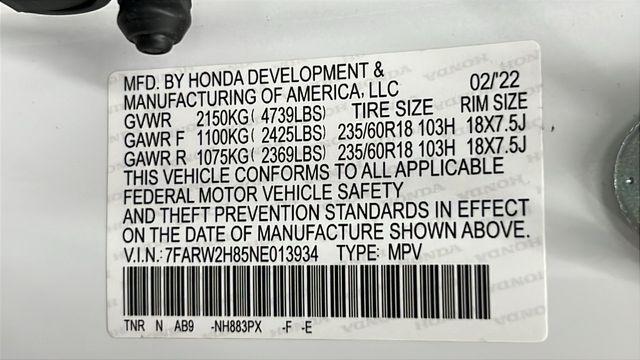 MFD. BY HONDA DEVELOPMENT & 02/'22
MANUFACTURING OF AMERICA, LLC
GVWR 2150KG( 4739LBS) TIRE SIZE RIM SIZE
GAWR F 1100KG( 2425LBS) 235/60R18 103H 18X7.5J
GAWR R 1075KG( 2369LBS) 235/60R18 103H 18X7.5J
THIS VEHICLE CONFORMS TO ALL APPLICABLE
FEDERAL MOTOR VEHICLE SAFETY
AND THEFT PREVENTION STANDARDS IN EFFECT
ON THE DATE OF MANUFACTURE SHOWN ABOVE.
V.I.N.: 7FARW2H85NE013934 TYPE: MPV
TNR N AB9 -NH883PX -F -E